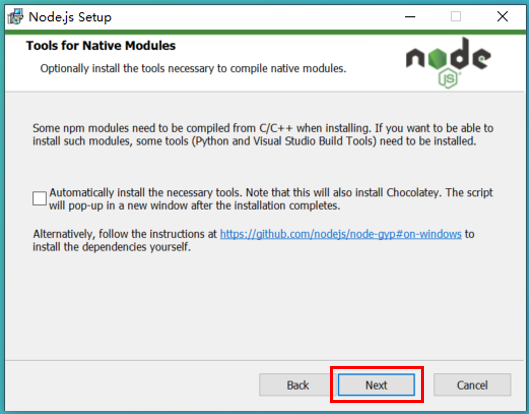 Node.js Setup
Tools for Native Modules
Optionally install the tools necessary to compile native modules.
node
JS
Some npm modules need to be compiled from C/C++ when installing. If you want to be able to
install such modules, some tools (Python and Visual Studio Build Tools) need to be installed.
Automatically install the necessary tools. Note that this will also install Chocolatey. The script
will pop-up in a new window after the installation completes.
Alternatively, follow the instructions at https://github.com/nodejs/node-gyp#on-windows to
install the dependencies yourself.
Back Next Cancel